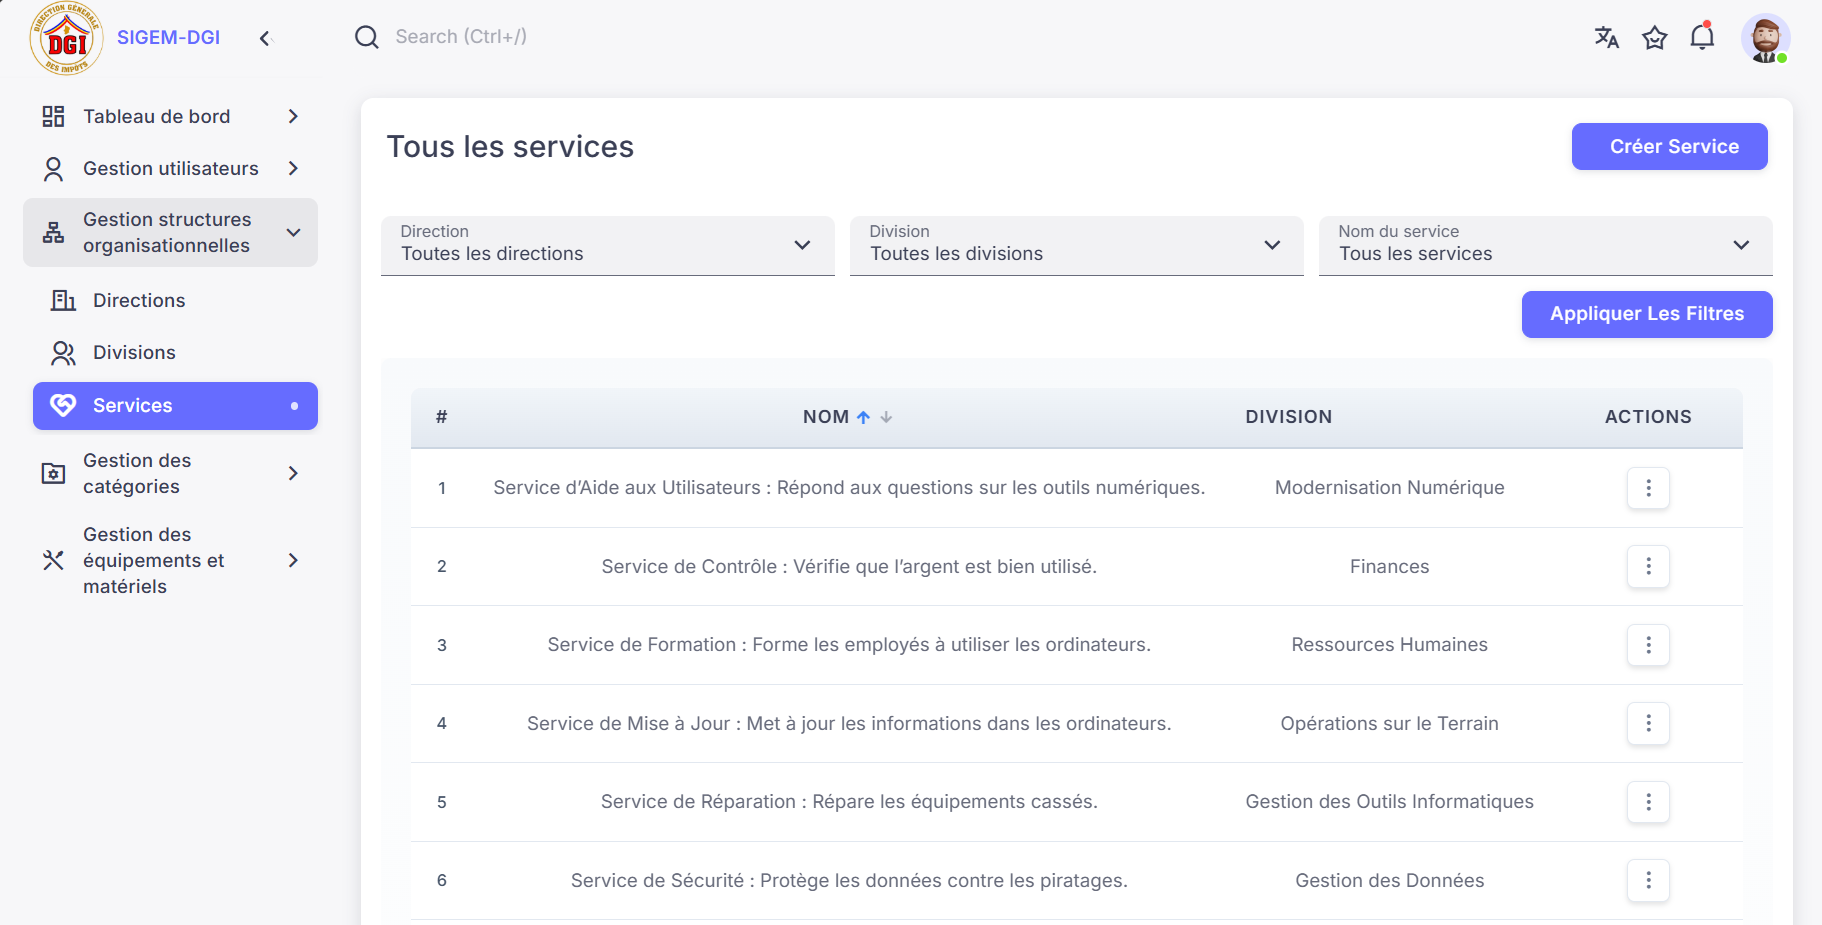 DIRECTION GÉNÉRALE
DGI
DES IMPÔTS
SIGEM-DGI
Search (Ctrl+/)
Tableau de bord
Gestion utilisateurs
Gestion structures
organisationnelles
Directions
Divisions
Services
Gestion des
catégories
Gestion des
équipements et
matériels
Tous les services
Créer Service
Direction
Toutes les directions
Division
Toutes les divisions
Nom du service
Tous les services
Appliquer Les Filtres
# NOM DIVISION ACTIONS
1 Service d’Aide aux Utilisateurs : Répond aux questions sur les outils numériques. Modernisation Numérique
2 Service de Contrôle : Vérifie que l’argent est bien utilisé. Finances
3 Service de Formation : Forme les employés à utiliser les ordinateurs. Ressources Humaines
4 Service de Mise à Jour : Met à jour les informations dans les ordinateurs. Opérations sur le Terrain
5 Service de Réparation : Répare les équipements cassés. Gestion des Outils Informatiques
6 Service de Sécurité : Protège les données contre les piratages. Gestion des Données